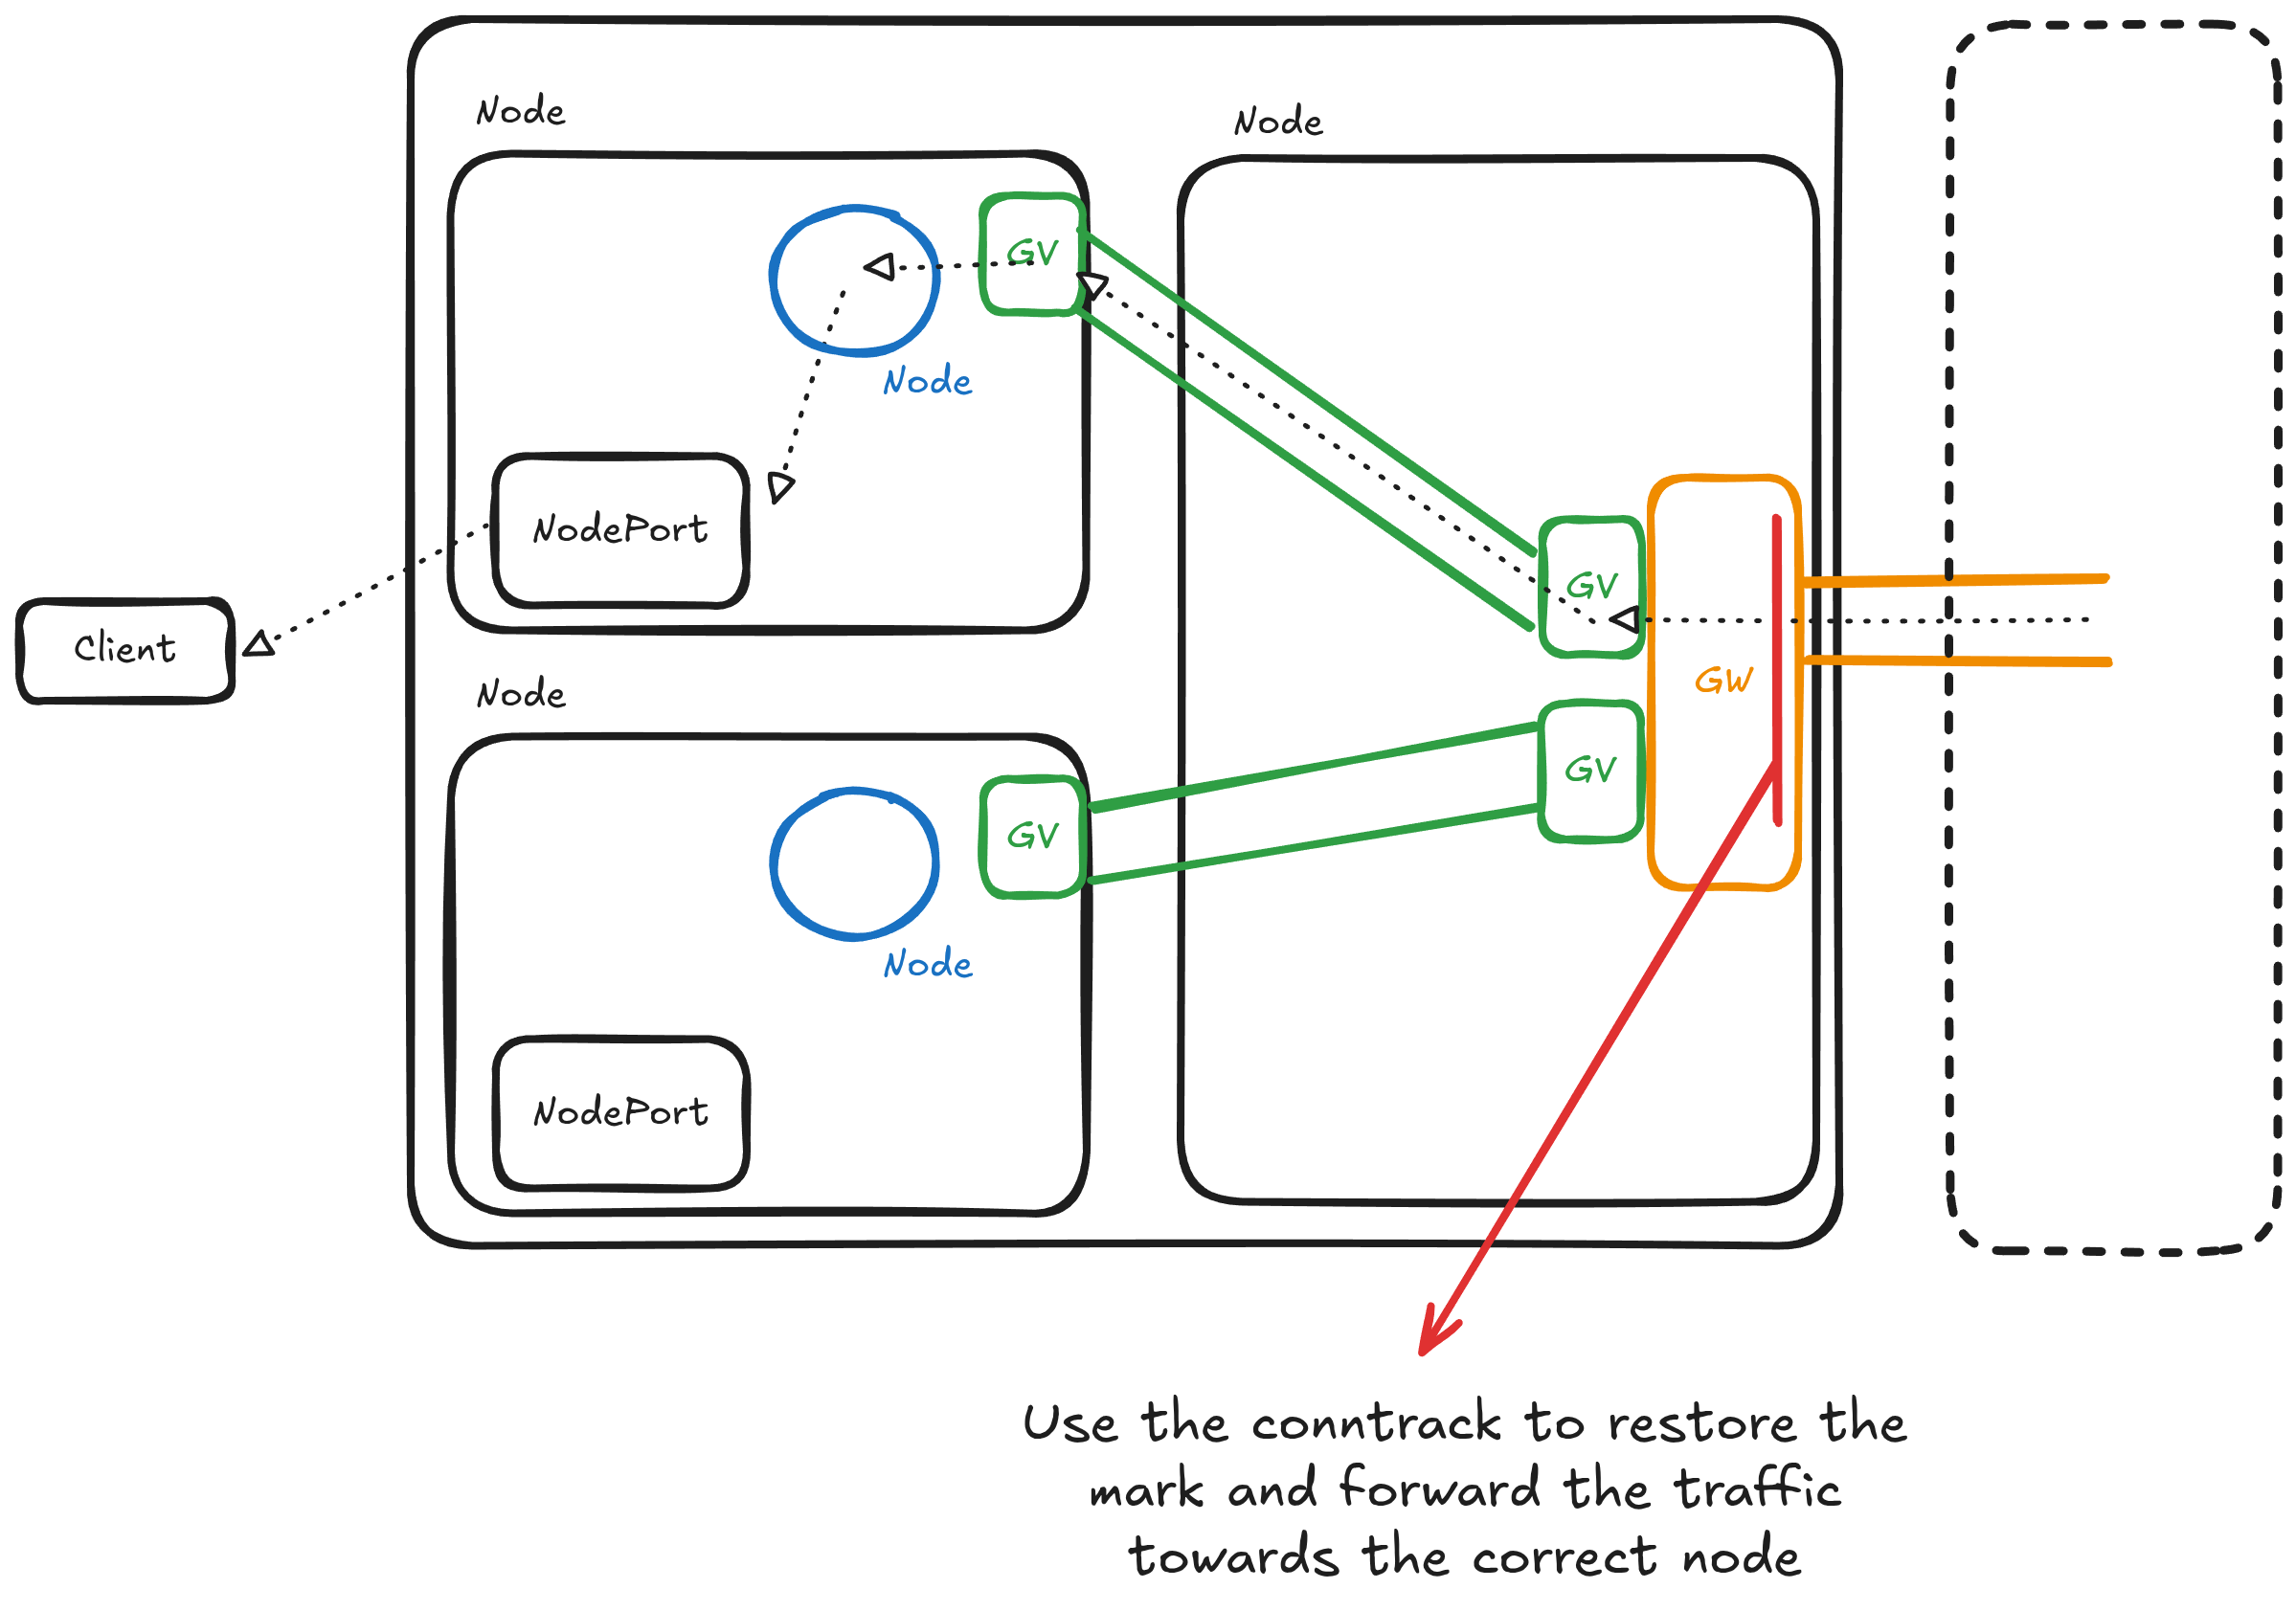 Node
Node
GV
Node
NodePort
GV
Client
GW
Node
GV
GV
Node
NodePort
Use the conntrack to restore the
mark and forward the traffic
towards the correct node